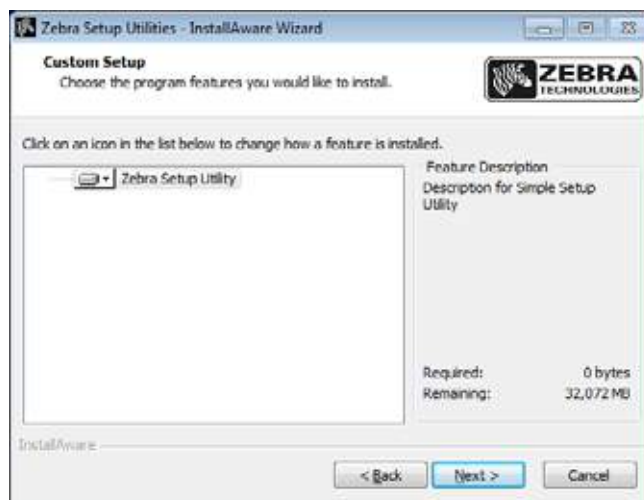 Zebra Setup Utilities - InstallAware Wizard
Custom Setup
Choose the program features you would like to install.
ZEBRA
TECHNOLOGIES
Click on an icon in the list below to change how a feature is installed.
Zebra Setup Utility
Feature Description
Description for Simple Setup
Utility
Required: 0 bytes
Remaining: 32,072 MB
InstallAware
< Back
Next >
Cancel